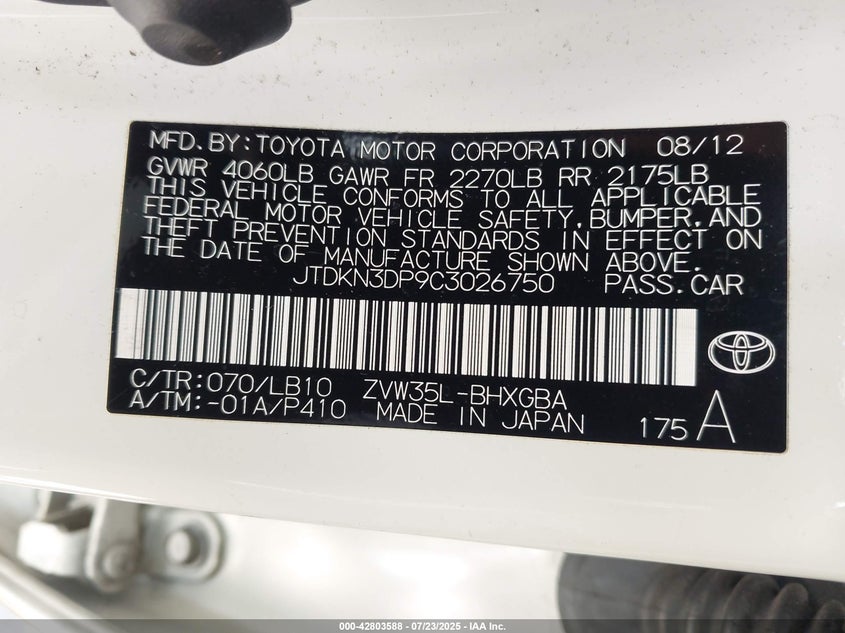 MFD.BY:TOYOTA MOTOR CORPORATION 08/12
GVWR 4060LB GAWR FR 2270LB RR 2175LB
THIS VEHICLE CONFORMS TO ALL APPLICABLE
FEDERAL MOTOR VEHICLE SAFETY,BUMPER,AND
THEFT PREVENTION STANDARDS IN EFFECT ON
THE DATE OF MANUFACTURE SHOWN ABOVE.
JTDKN3DP9C3026750 PASS.CAR
C/TR:070/LB10 ZVW35L-BHXGBA
A/TM:-01A/P410 MADE IN JAPAN 175 A
000-42803588 - 07/23/2025 - IAA Inc.